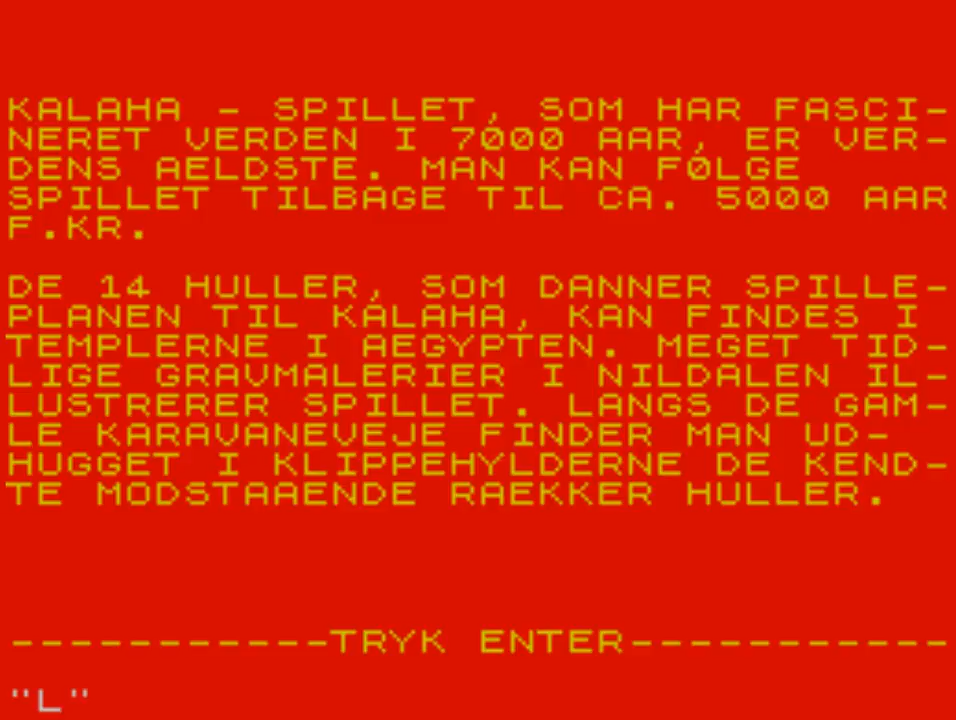 KALAHA - SPILLET, SOM HAR FASCI-
NERET VERDEN I 7000 AAR, ER VER-
DENS AELDSTE. MAN KAN FØLGE
SPILLET TILBAGE TIL CA. 5000 AAR
F.KR.
DE 14 HULLER, SOM DANNER SPILLE-
PLANEN TIL KALAHA, KAN FINDES I
TEMPLERNE I AEGYPTEN. MEGET TID-
LIGE GRAVMALERIER I NILDALEN IL-
LUSTRERER SPILLET. LANGS DE GAM-
LE KARAVANEVEJE FINDER MAN UD-
HUGGET I KLIPPEHYLDERNE DE KEND-
TE MODSTAAENDE RAEKKER HULLER.
-----------TRYK ENTER-----------
"L"